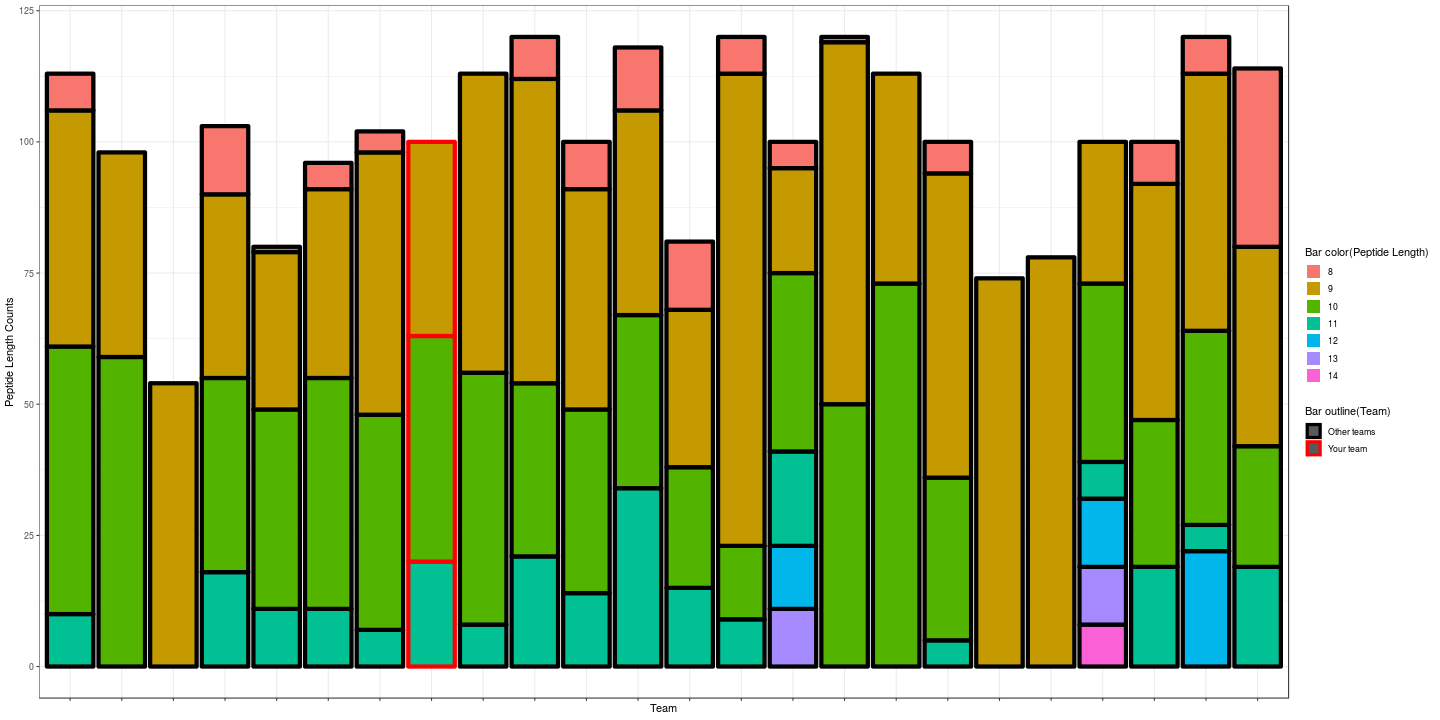 125
100
75
50
25
0
Peptide Length Counts
Team
Bar color(Peptide Length)
8
9
10
11
12
13
14
Bar outline(Team)
Other teams
Your team